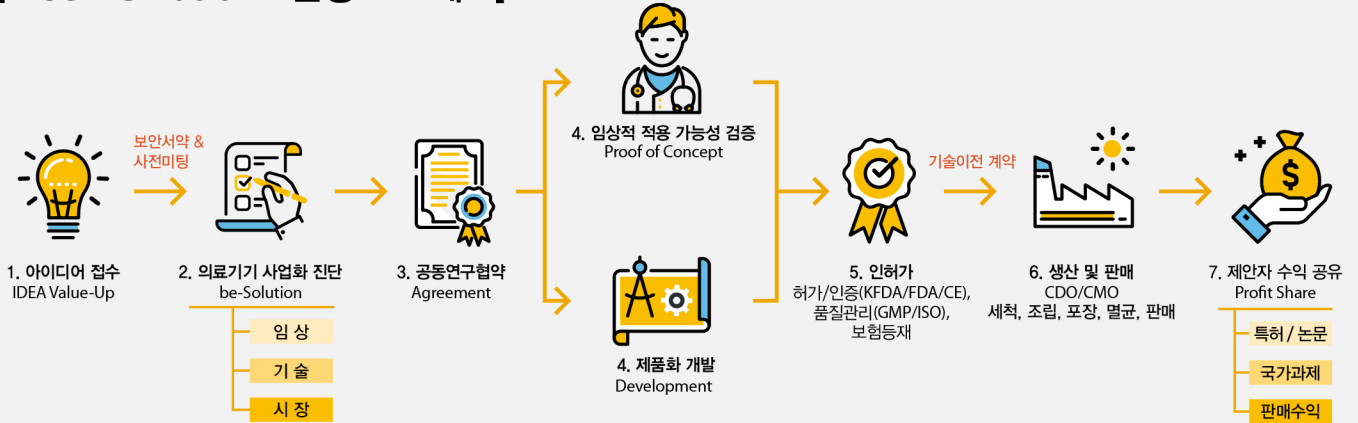 보안서약 &
사전미팅
1. 아이디어 접수
IDEA Value-Up
2. 의료기기 사업화 진단
be-Solution
임 상
기 술
시 장
3. 공동연구협약
Agreement
4. 임상적 적용 가능성 검증
Proof of Concept
4. 제품화 개발
Development
5. 인허가
허가/인증(KFDA/FDA/CE),
품질관리(GMP/ISO),
보험등재
기술이전 계약
6. 생산 및 판매
CDO/CMO
세척, 조립, 포장, 멸균, 판매
7. 제안자 수익 공유
Profit Share
특허 / 논문
국가과제
판매수익